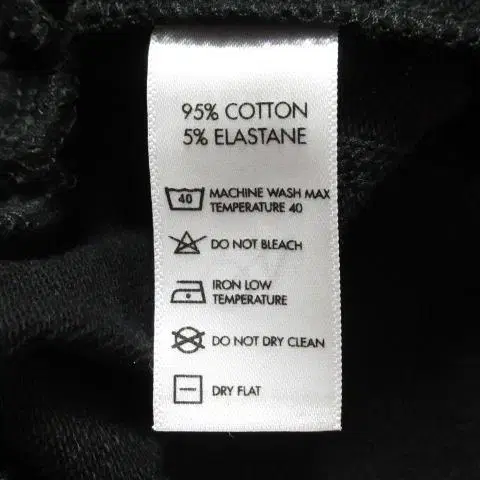 95% COTTON
5% ELASTANE
40 MACHINE WASH MAX
TEMPERATURE 40
DO NOT BLEACH
IRON LOW
TEMPERATURE
DO NOT DRY CLEAN
DRY FLAT